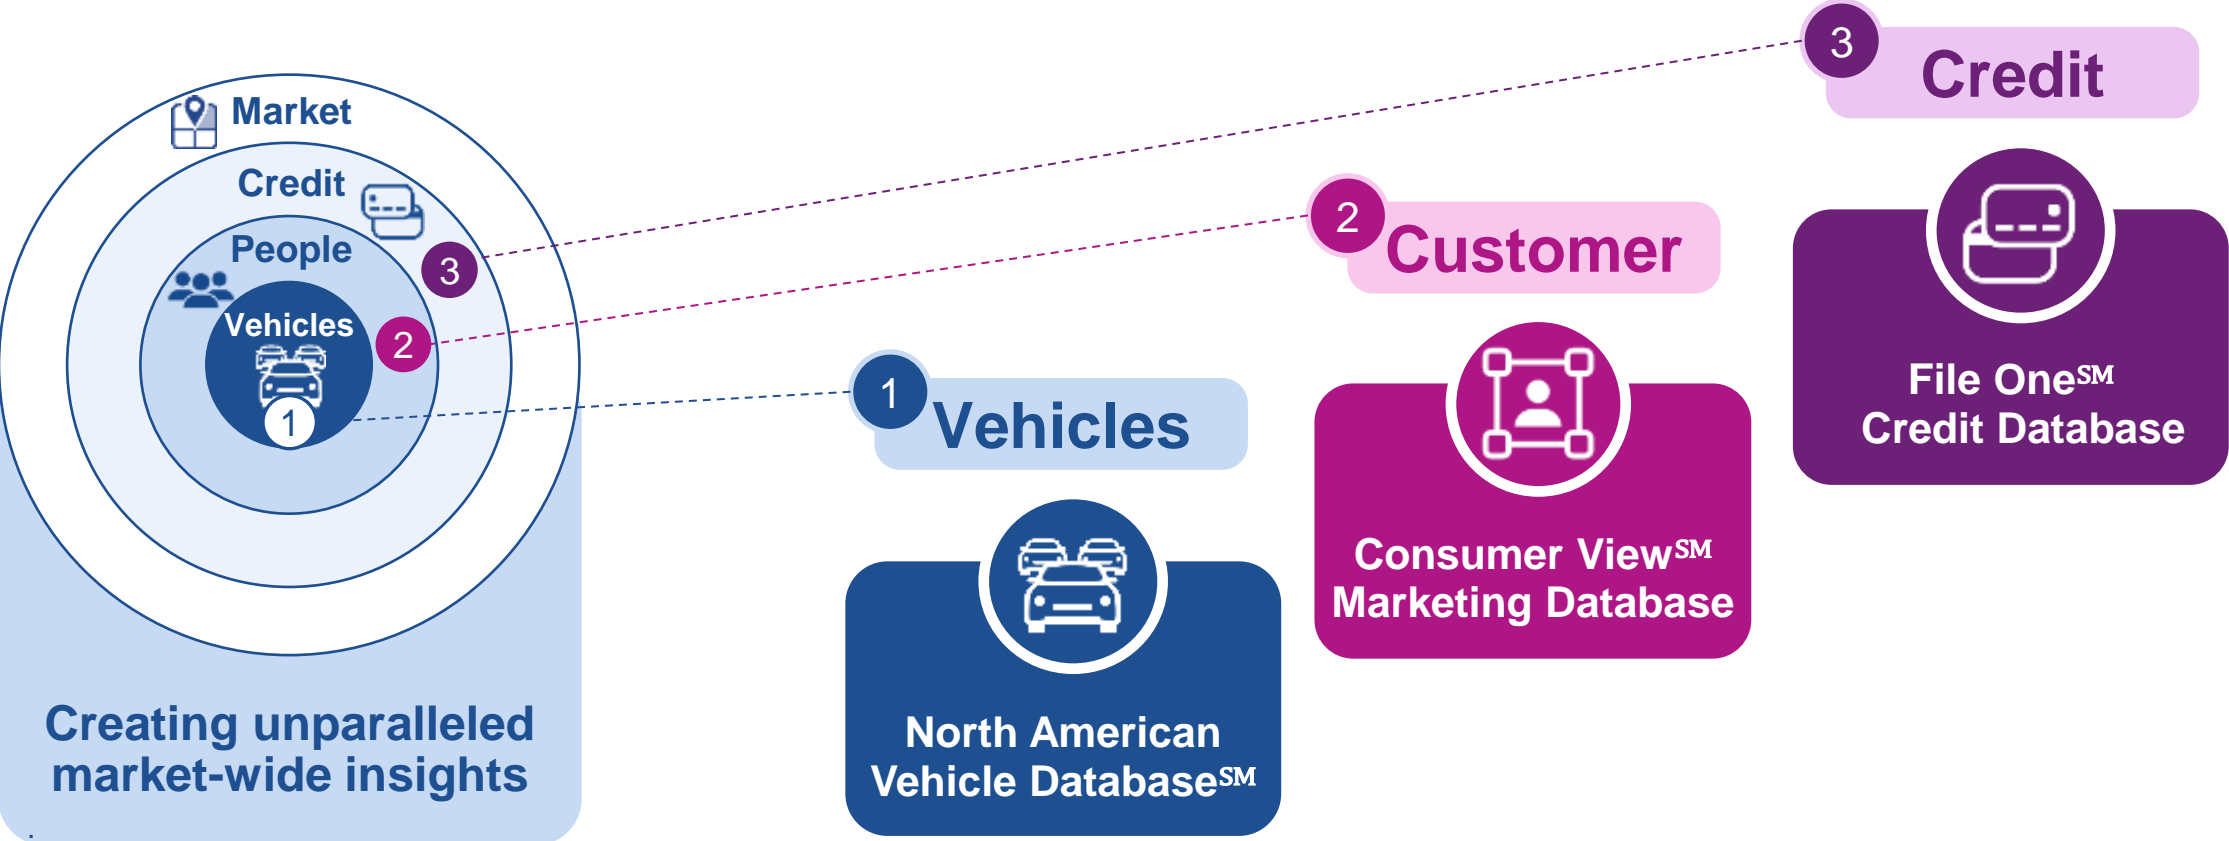 Market
Credit
People
Vehicles
1
2
3
Creating unparalleled
market-wide insights
.
1
Vehicles
North American
Vehicle Database℠
2
Customer
Consumer View℠
Marketing Database
3
Credit
File One℠
Credit Database